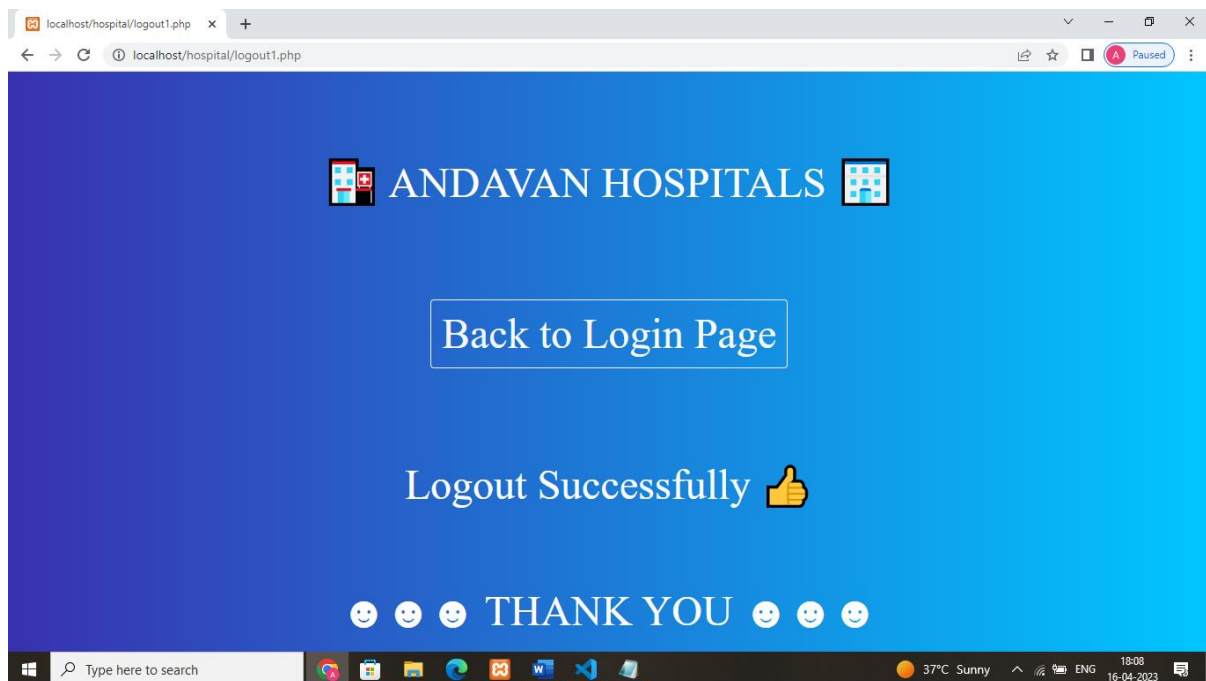 localhost/hospital/logout1.php
localhost/hospital/logout1.php
A Paused
ANDAVAN HOSPITALS
Back to Login Page
Logout Successfully 👍
☻ ☻ ☻ THANK YOU ☻ ☻ ☻
Type here to search
37°C Sunny
ENG
18:08
16-04-2023